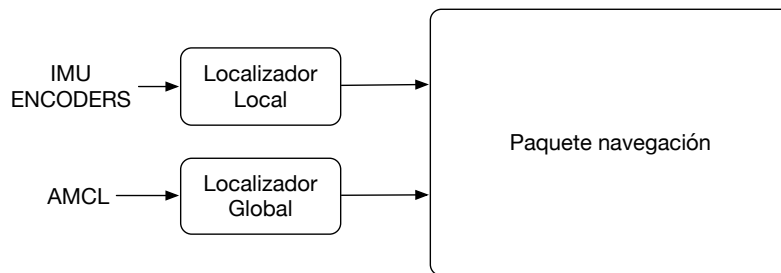 IMU
ENCODERS
Localizador
Local
AMCL
Localizador
Global
Paquete navegación